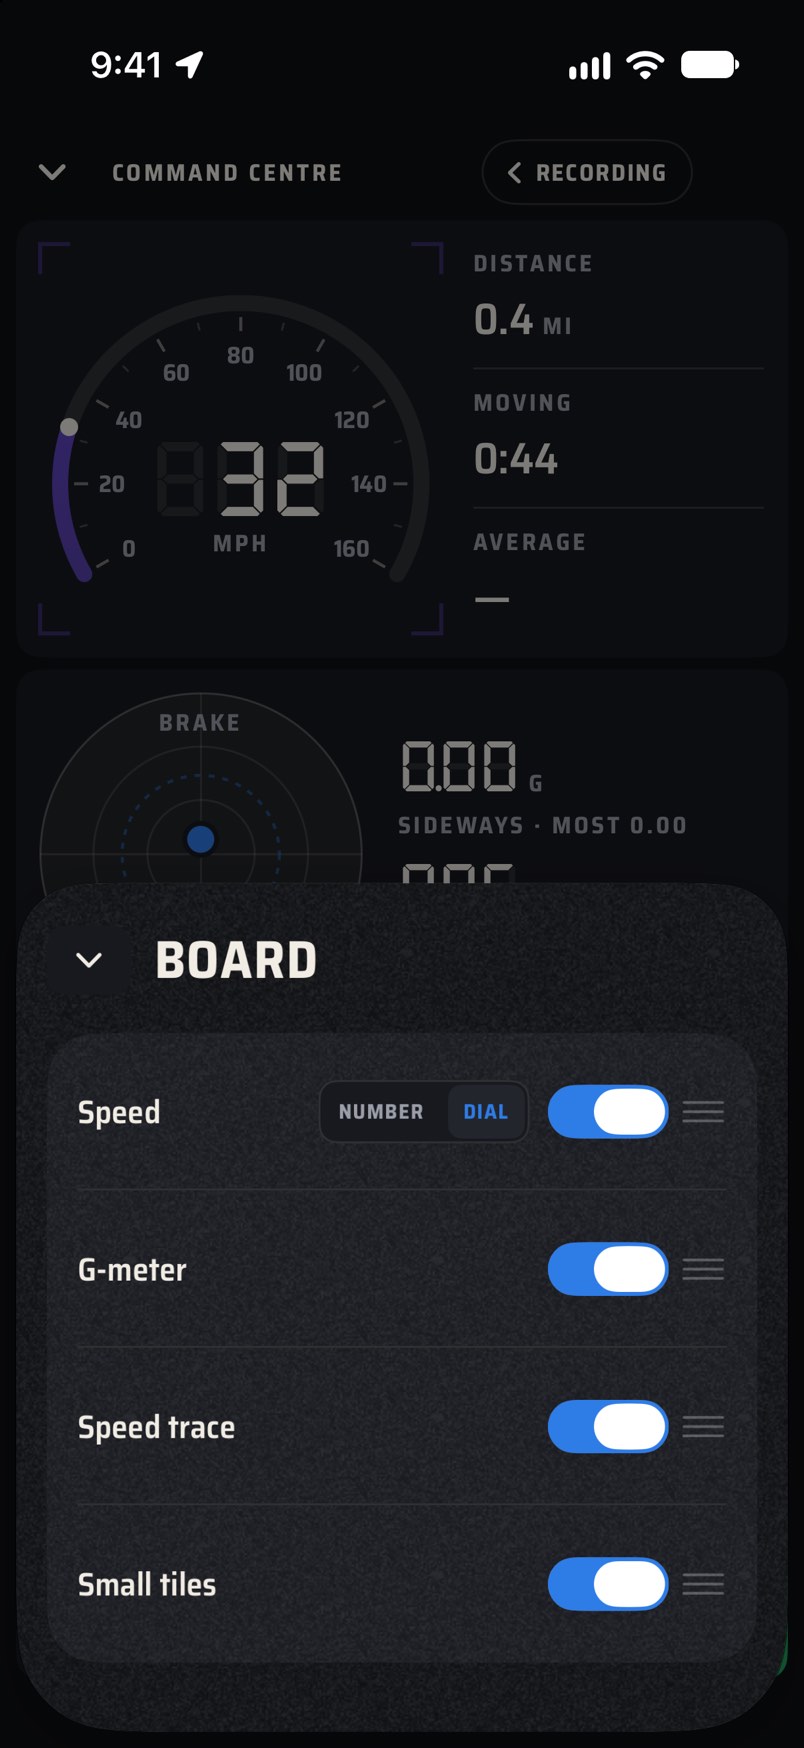 9:41
COMMAND CENTRE
RECORDING
DISTANCE
0.4 MI
MOVING
0:44
AVERAGE
—
0 20 40 60 80 100 120 140 160
32
MPH
BRAKE
0.00 G
SIDEWAYS · MOST 0.00
BOARD
Speed NUMBER DIAL
G-meter
Speed trace
Small tiles